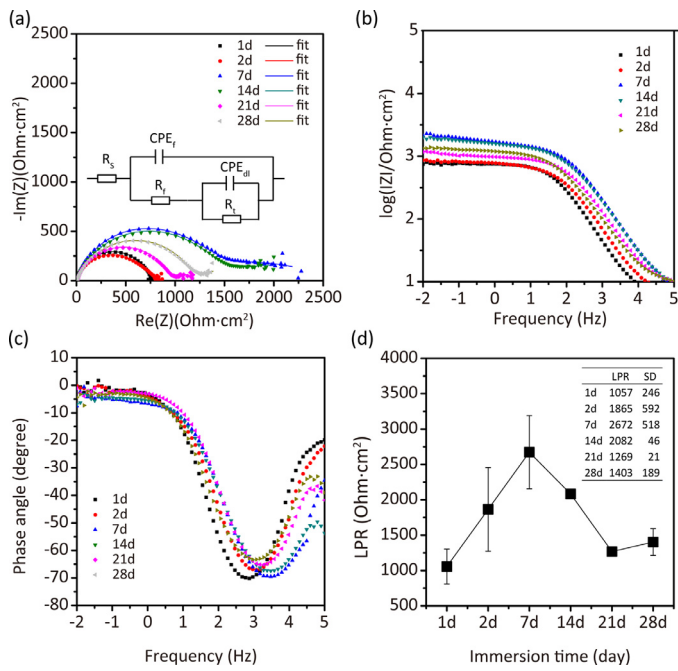 (a)
2500
2000
1500
1000
500
0
-Im(Z)(Ohm·cm²)
1d fit
2d fit
7d fit
14d fit
21d fit
28d fit
CPEf
RS
Rf
CPEdl
Rt
0 500 1000 1500 2000 2500
Re(Z)(Ohm·cm²)
(b)
5
4
3
2
1
log(IZI/Ohm·cm²)
1d
2d
7d
14d
21d
28d
-2 -1 0 1 2 3 4 5
Frequency (Hz)
(c)
10
0
-10
-20
-30
-40
-50
-60
-70
-80
Phase angle (degree)
1d
2d
7d
14d
21d
28d
-2 -1 0 1 2 3 4 5
Frequency (Hz)
(d)
4000
3500
3000
2500
2000
1500
1000
500
LPR (Ohm·cm²)
LPR SD
1d 1057 246
2d 1865 592
7d 2672 518
14d 2082 46
21d 1269 21
28d 1403 189
1d 2d 7d 14d 21d 28d
Immersion time (day)